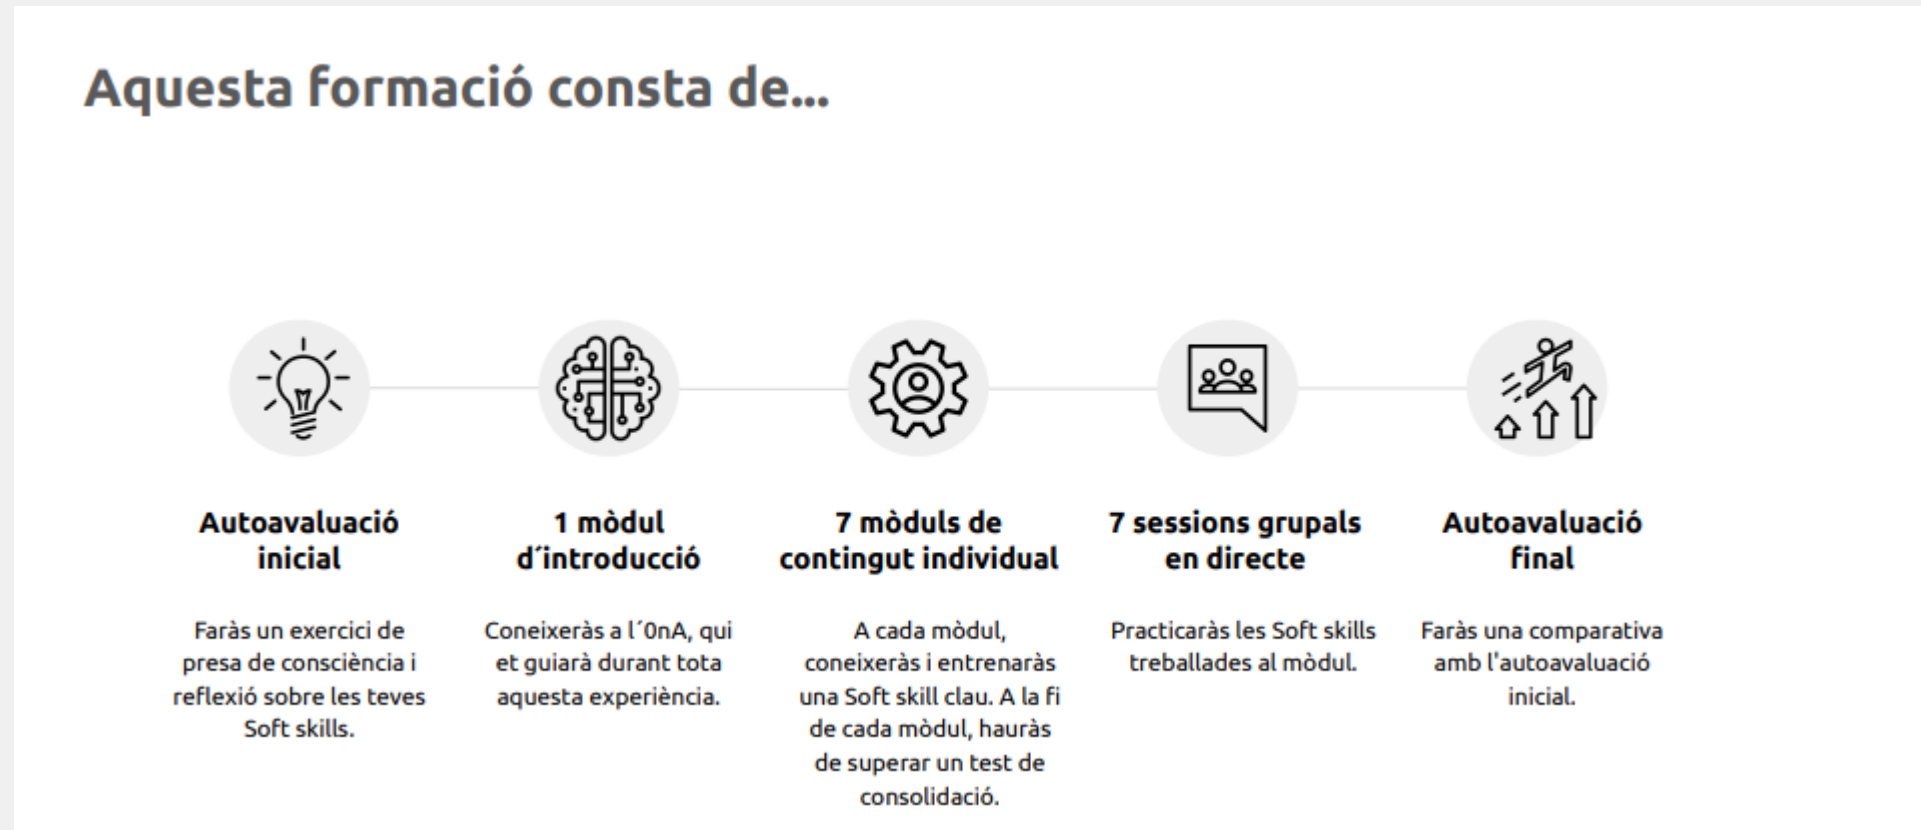 Aquesta formació consta de...
Autoavaluació
inicial
Faràs un exercici de
presa de consciència i
reflexió sobre les teves
Soft skills.
1 mòdul
d´introducció
Coneixeràs a l´0nA, qui
et guiarà durant tota
aquesta experiència.
7 mòduls de
contingut individual
A cada mòdul,
coneixeràs i entrenaràs
una Soft skill clau. A la fi
de cada mòdul, hauràs
de superar un test de
consolidació.
7 sessions grupals
en directe
Practicaràs les Soft skills
treballades al mòdul.
Autoavaluació
final
Faràs una comparativa
amb l'autoavaluació
inicial.